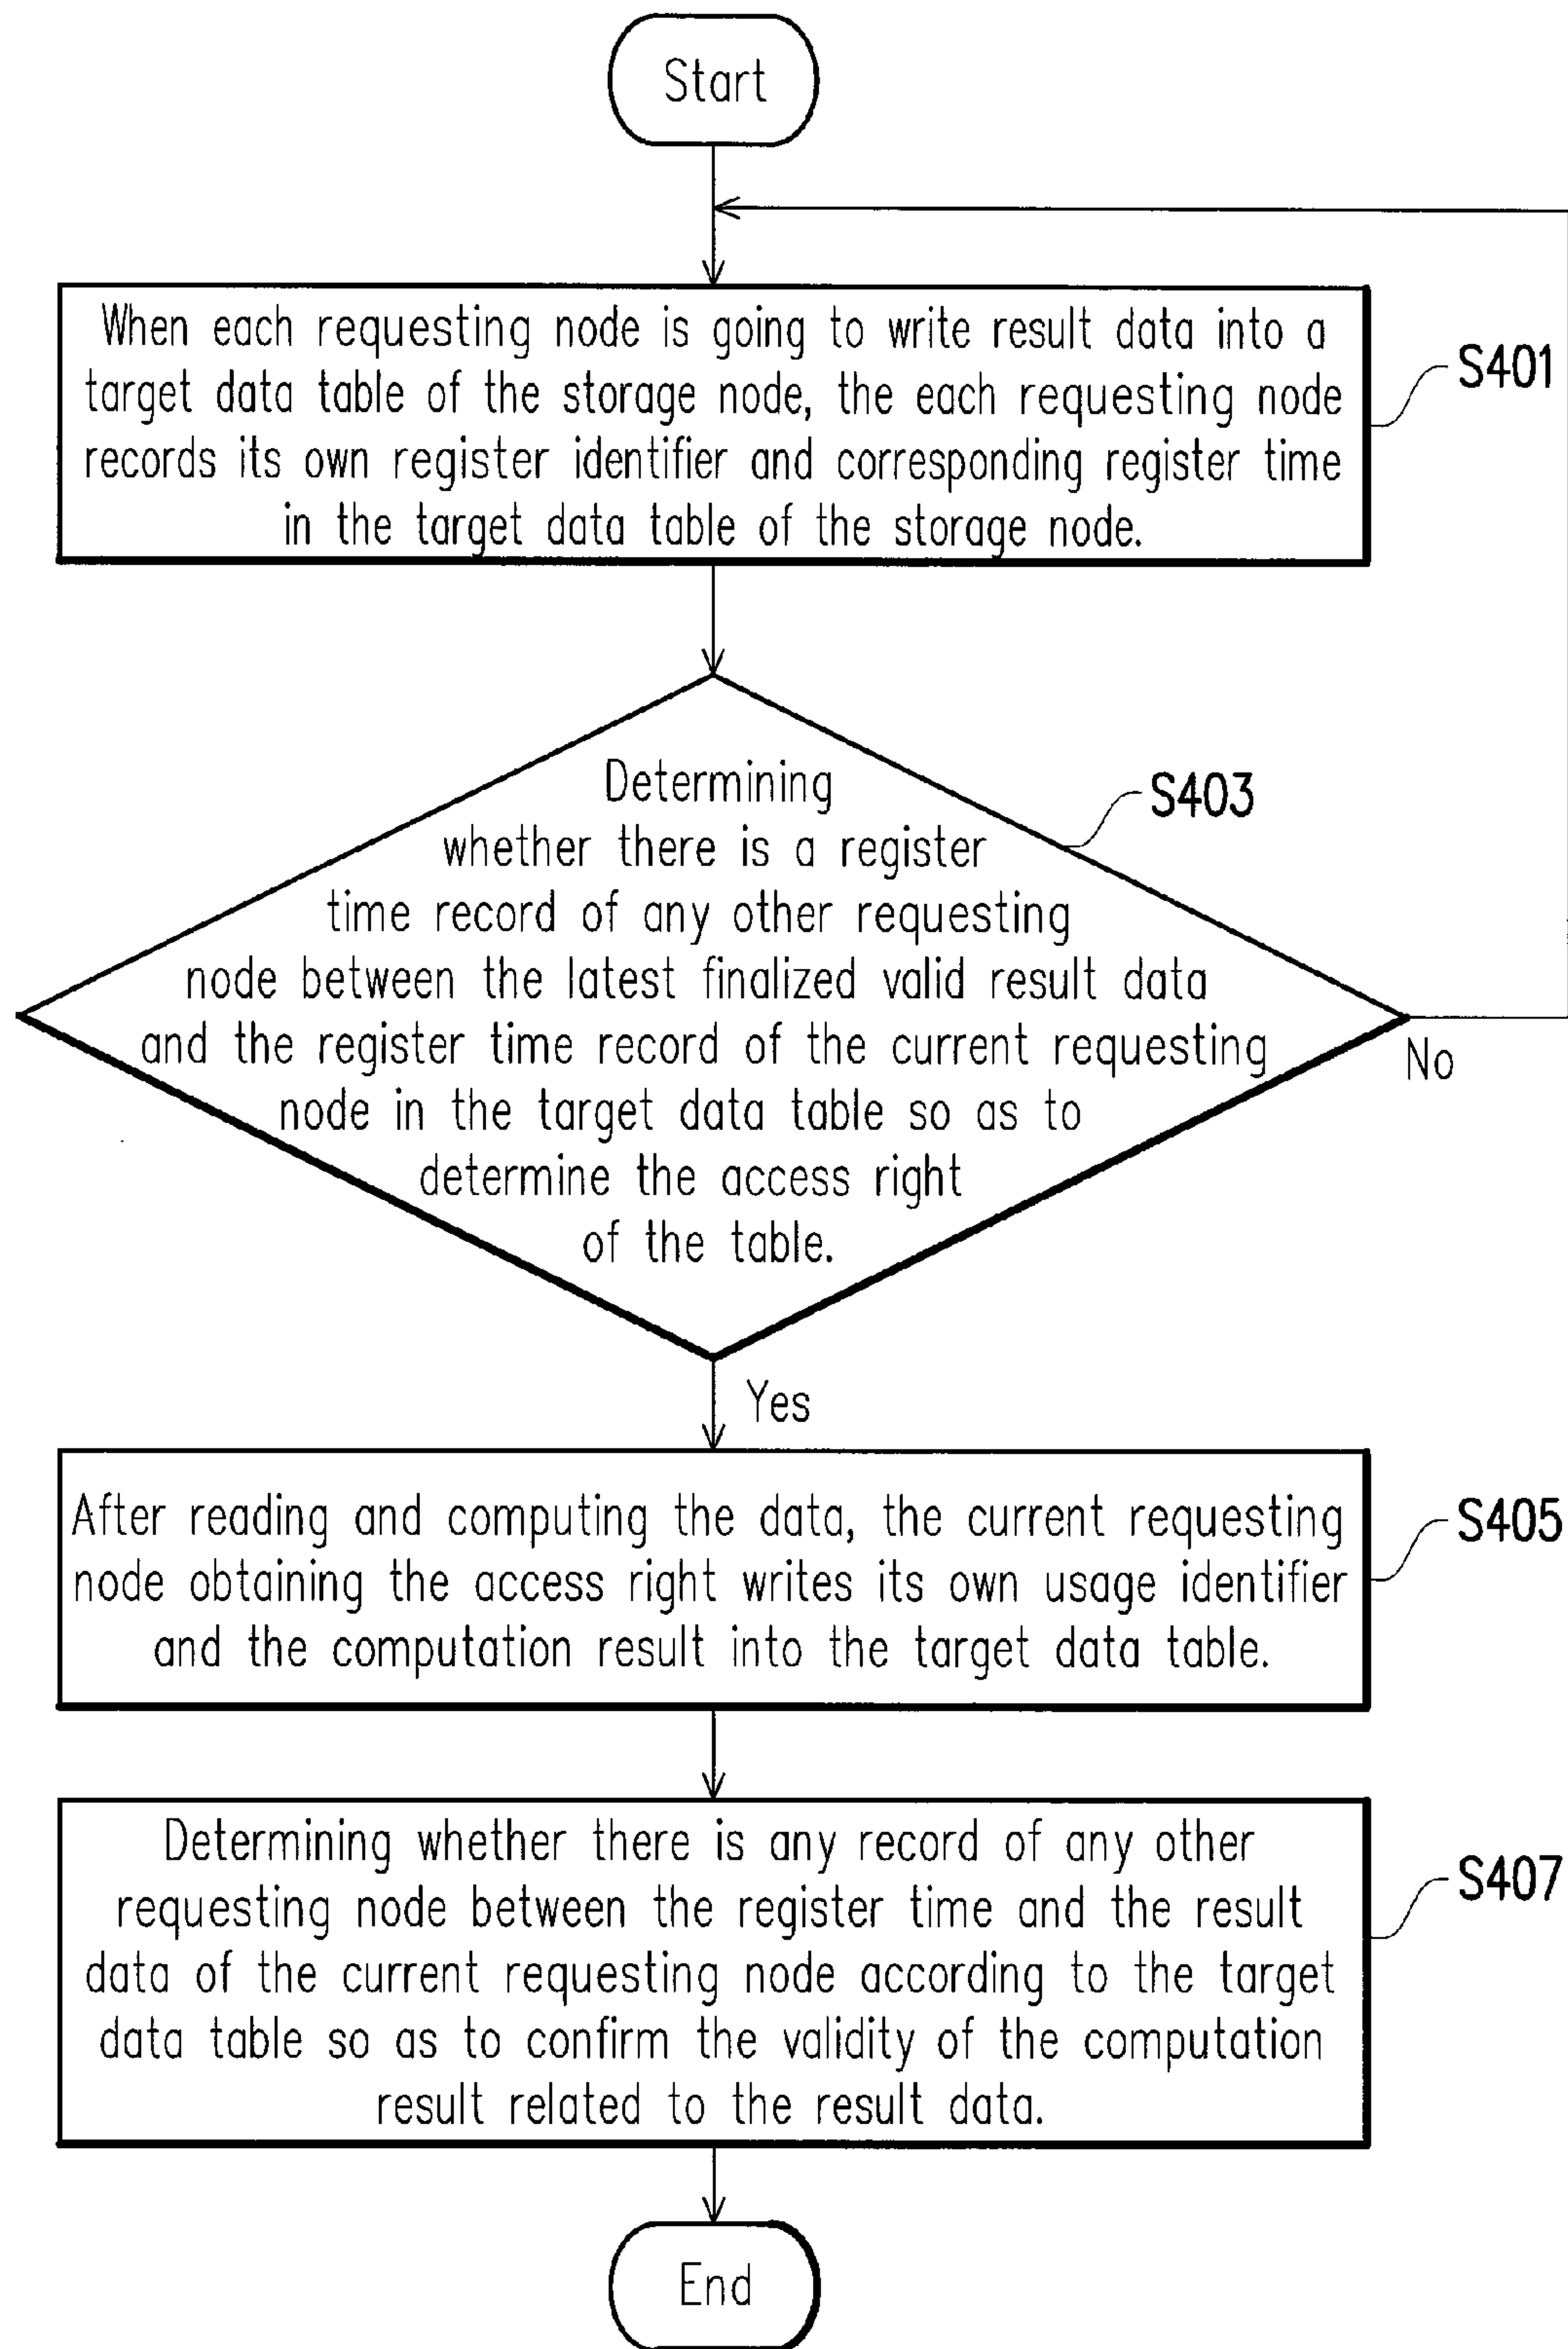 Start
When each requesting node is going to write result data into a
target data table of the storage node, the each requesting node
records its own register identifier and corresponding register time
in the target data table of the storage node.
S401
Determining
whether there is a register
time record of any other requesting
node between the latest finalized valid result data
and the register time record of the current requesting
node in the target data table so as to
determine the access right
of the table.
S403
No
Yes
After reading and computing the data, the current requesting
node obtaining the access right writes its own usage identifier
and the computation result into the target data table.
S405
Determining whether there is any record of any other
requesting node between the register time and the result
data of the current requesting node according to the target
data table so as to confirm the validity of the computation
result related to the result data.
S407
End